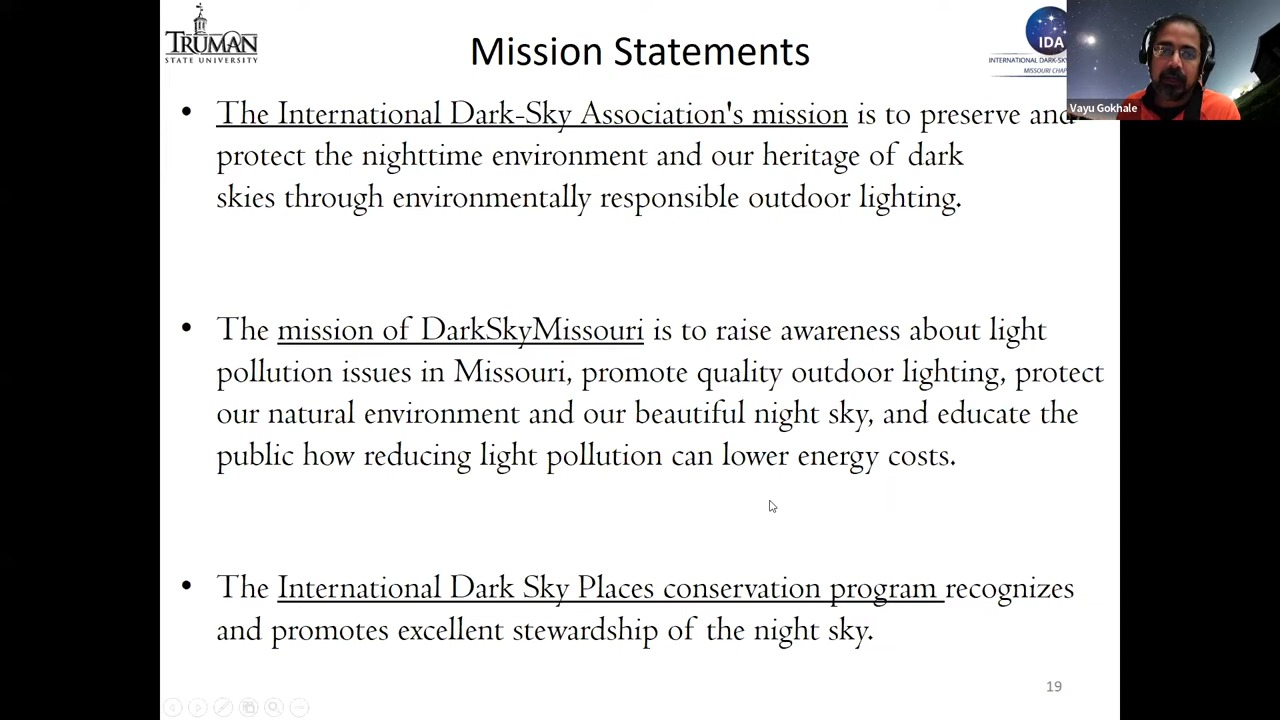 TRUMAN
STATE UNIVERSITY
Mission Statements
IDA
INTERNATIONAL DARK-SK
MISSOURI CHAP
Vayu Gokhale
• The International Dark-Sky Association's mission is to preserve and
protect the nighttime environment and our heritage of dark
skies through environmentally responsible outdoor lighting.
• The mission of DarkSkyMissouri is to raise awareness about light
pollution issues in Missouri, promote quality outdoor lighting, protect
our natural environment and our beautiful night sky, and educate the
public how reducing light pollution can lower energy costs.
• The International Dark Sky Places conservation program recognizes
and promotes excellent stewardship of the night sky.
19